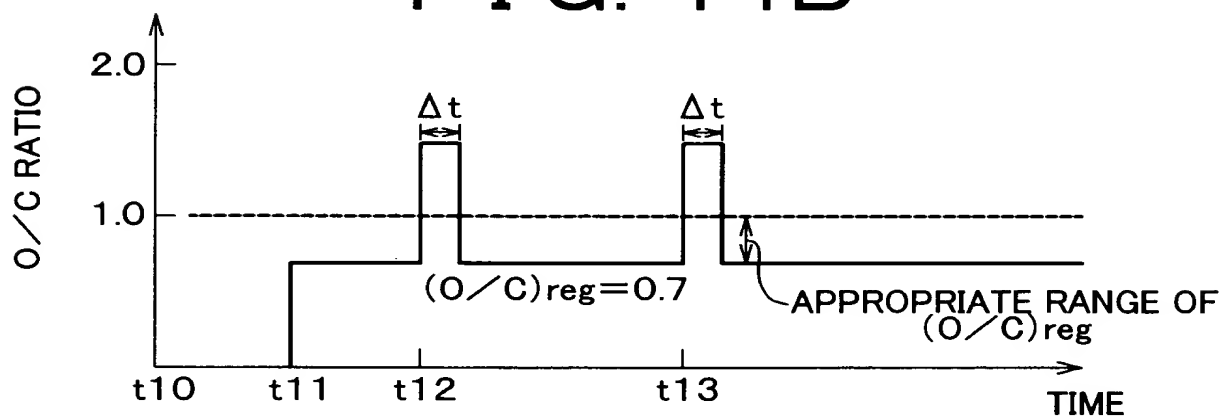 2.0
Δt
Δt
O/C RATIO
1.0
(O/C)reg=0.7
APPROPRIATE RANGE OF
(O/C)reg
t10
t11
t12
t13
TIME